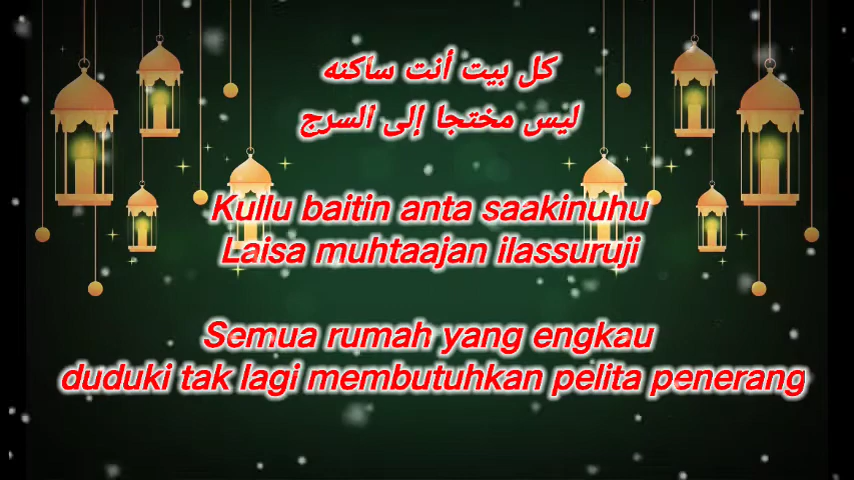 كل بيت أنت ساكنه
ليس مختجا إلى السرج
Kullu baitin anta saakinuhu
Laisa muhtaajan ilassuruji
Semua rumah yang engkau
duduki tak lagi membutuhkan pelita penerang